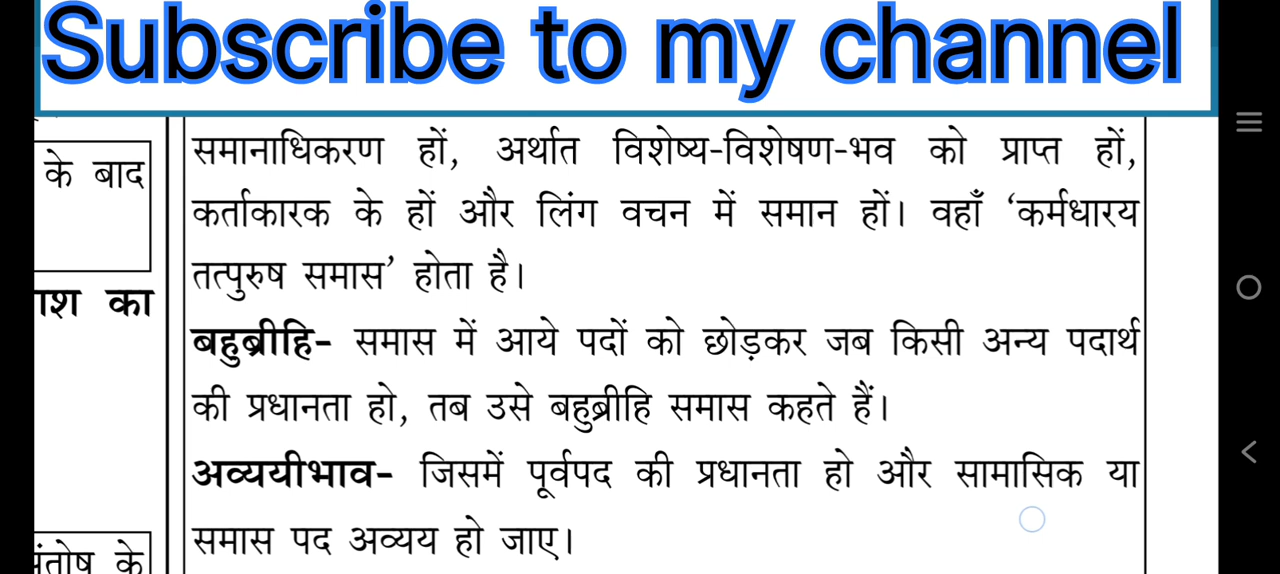 Subscribe to my channel
समानाधिकरण हों, अर्थात विशेष्य-विशेषण-भव को प्राप्त हों,
के बाद
कर्ताकारक के हों और लिंग वचन में समान हों। वहाँ ‘कर्मधारय
तत्पुरुष समास’ होता है।
ाश का
बहुब्रीहि- समास में आये पदों को छोड़कर जब किसी अन्य पदार्थ
की प्रधानता हो, तब उसे बहुब्रीहि समास कहते हैं।
अव्ययीभाव- जिसमें पूर्वपद की प्रधानता हो और सामासिक या
समास पद अव्यय हो जाए।
ंतोष के